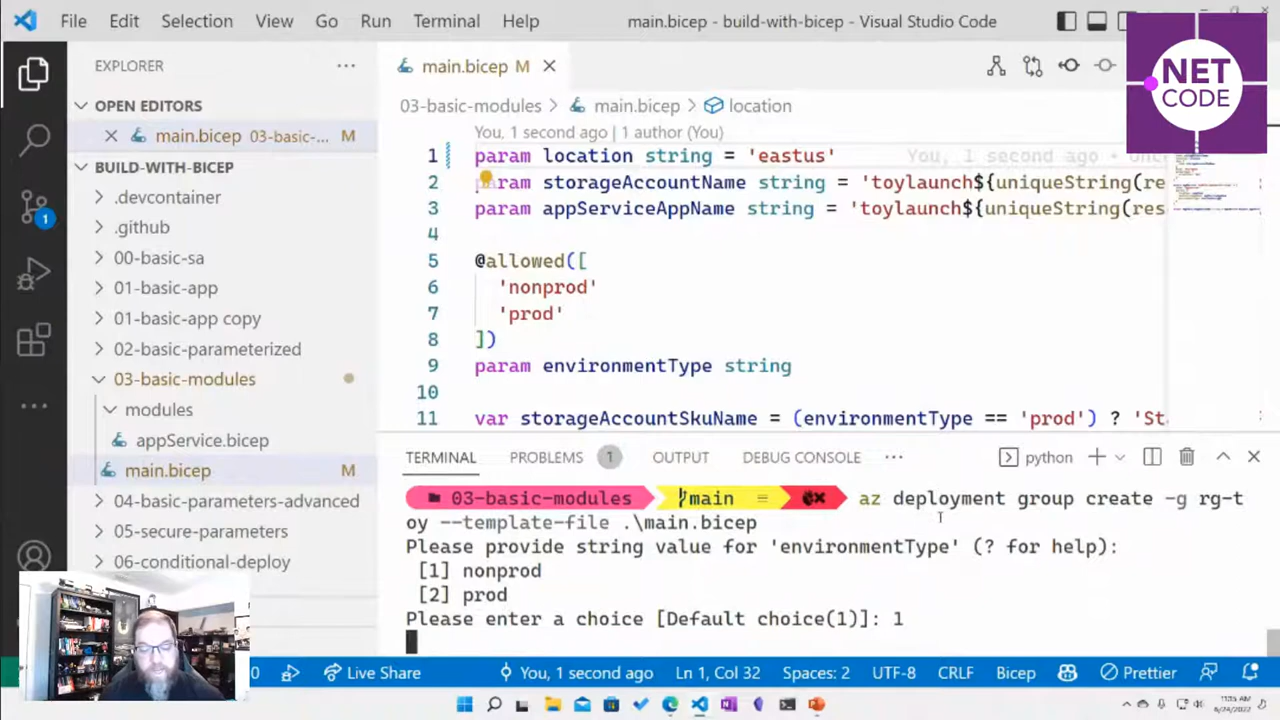 File Edit Selection View Go Run Terminal Help main.bicep - build-with-bicep - Visual Studio Code
NET
CODE
EXPLORER
OPEN EDITORS
main.bicep 03-basic-... M
BUILD-WITH-BICEP
.devcontainer
.github
00-basic-sa
01-basic-app
01-basic-app copy
02-basic-parameterized
03-basic-modules
modules
appService.bicep
main.bicep M
04-basic-parameters-advanced
05-secure-parameters
06-conditional-deploy
1
main.bicep M
03-basic-modules > main.bicep > location
You, 1 second ago | 1 author (You)
1 param location string = 'eastus' You, 1 second ago •
2 param storageAccountName string = 'toylaunch${uniqueString(re
3 param appServiceAppName string = 'toylaunch${uniqueString(res
4
5 @allowed([
6 'nonprod'
7 'prod'
8 ])
9 param environmentType string
10
11 var storageAccountSkuName = (environmentType == 'prod') ? 'St
TERMINAL PROBLEMS 1 OUTPUT DEBUG CONSOLE ... python
03-basic-modules main = az deployment group create -g rg-t
oy --template-file .\main.bicep
Please provide string value for 'environmentType' (? for help):
[1] nonprod
[2] prod
Please enter a choice [Default choice(1)]: 1
0 Live Share You, 1 second ago Ln 1, Col 32 Spaces: 2 UTF-8 CRLF Bicep Prettier
6/24/2022